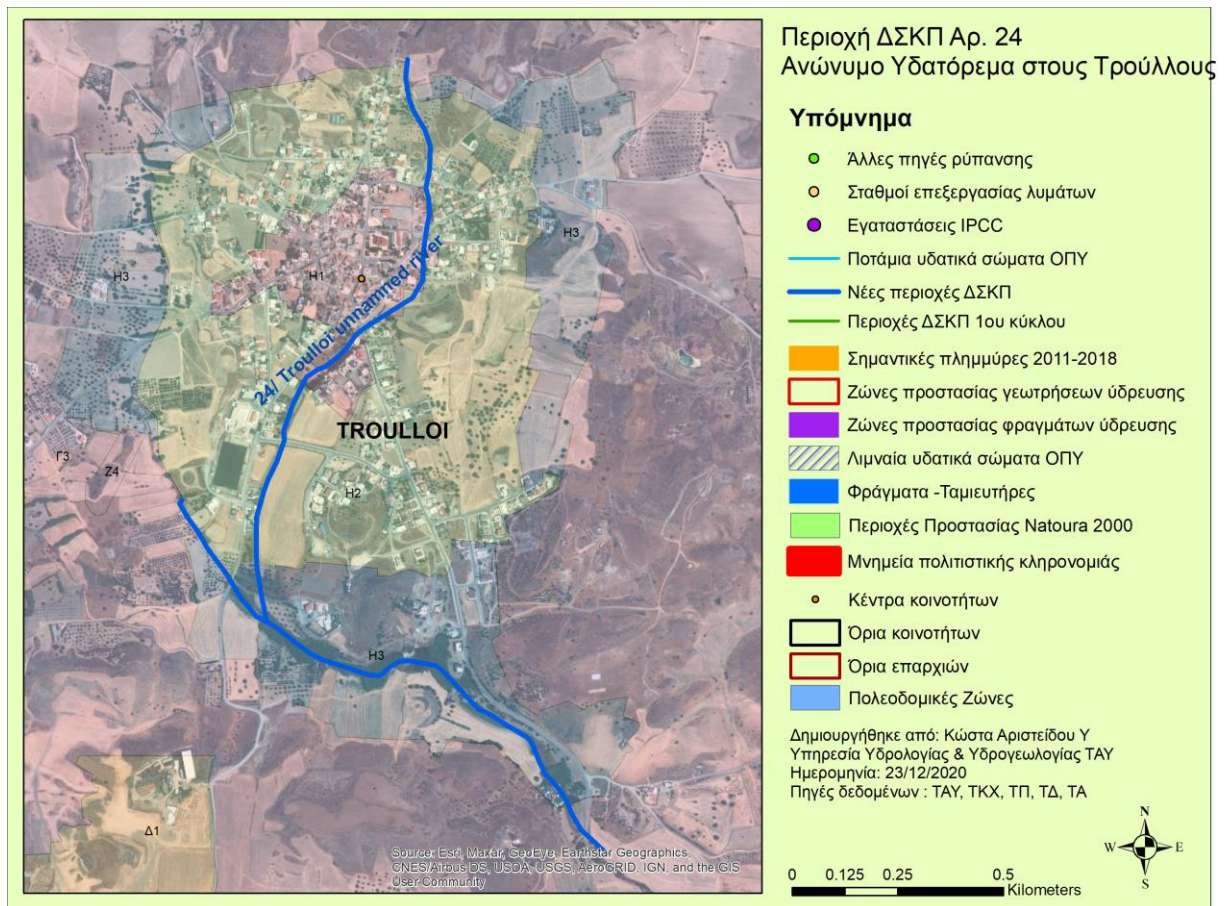 Περιοχή ΔΣΚΠ Αρ. 24
Ανώνυμο Υδατόρεμα στους Τρούλλους
Υπόμνημα
Άλλες πηγές ρύπανσης
Σταθμοί επεξεργασίας λυμάτων
Εγαταστάσεις IPCC
Ποτάμια υδατικά σώματα ΟΠΥ
Νέες περιοχές ΔΣΚΠ
Περιοχές ΔΣΚΠ 1ου κύκλου
Σημαντικές πλημμύρες 2011-2018
Ζώνες προστασίας γεωτρήσεων ύδρευσης
Ζώνες προστασίας φραγμάτων ύδρευσης
Λιμναία υδατικά σώματα ΟΠΥ
Φράγματα -Ταμιευτήρες
Περιοχές Προστασίας Natoura 2000
Μνημεία πολιτιστικής κληρονομιάς
Κέντρα κοινοτήτων
Όρια κοινοτήτων
Όρια επαρχιών
Πολεοδομικές Ζώνες
Δημιουργήθηκε από: Κώστα Αριστείδου Υ
Υπηρεσία Υδρολογίας & Υδρογεωλογίας ΤΑΥ
Ημερομηνία: 23/12/2020
Πηγές δεδομένων : ΤΑΥ, ΤΚΧ, ΤΠ, ΤΔ, ΤΑ
N
W E
S
0 0.125 0.25 0.5
Kilometers
H3
H3
H1
24/ Troulloi unnamned river
TROULLOI
Γ3
Z4
H2
H3
Δ1
Source: Esri, Maxar, GeoEye, Earthstar Geographics,
CNES/Airbus DS, USDA, USGS, AeroGRID, IGN, and the GIS
User Community